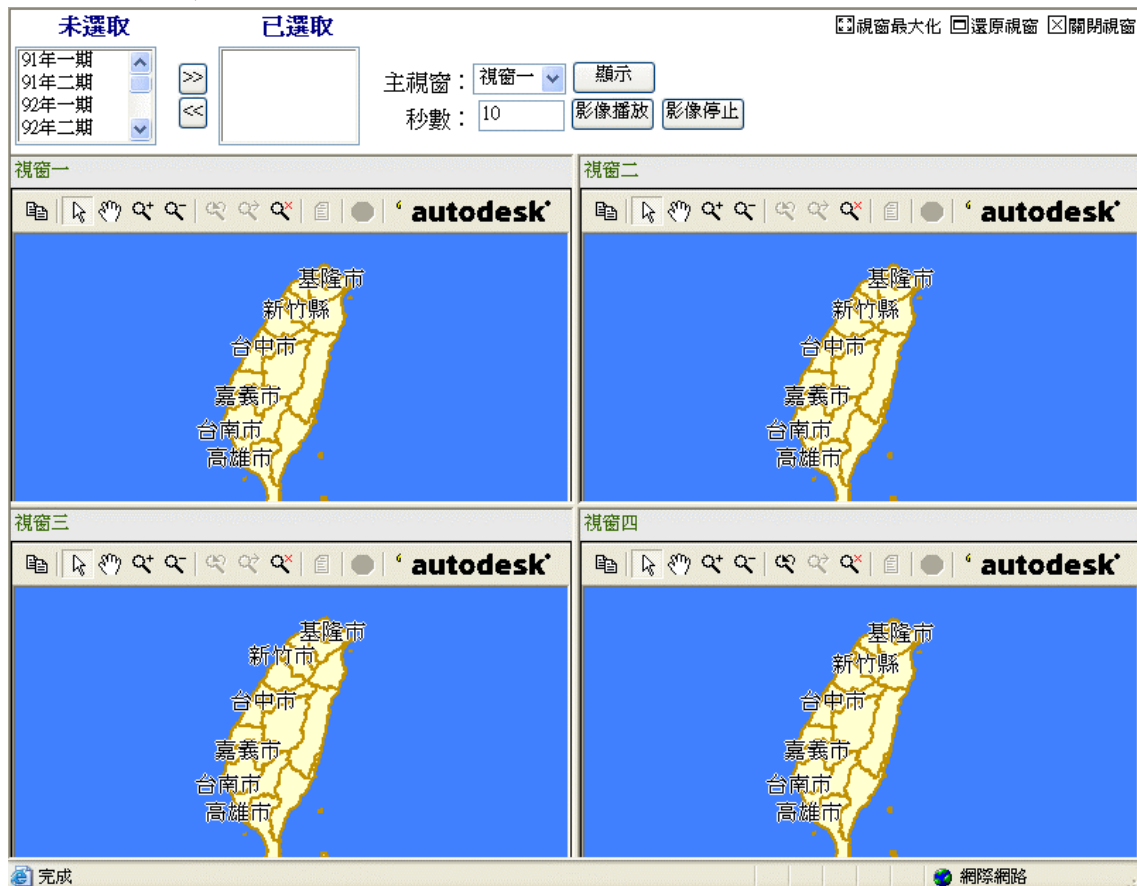 未選取
已選取
視窗最大化 還原視窗 關閉視窗
91年一期
91年二期
92年一期
92年二期
>>
<<
主視窗： 視窗一 顯示
秒數： 10 影像播放 影像停止
視窗一
autodesk
基隆市
新竹縣
台中市
嘉義市
台南市
高雄市
視窗二
autodesk
基隆市
新竹縣
台中市
嘉義市
台南市
高雄市
視窗三
autodesk
基隆市
新竹市
台中市
嘉義市
台南市
高雄市
視窗四
autodesk
基隆市
新竹縣
台中市
嘉義市
台南市
高雄市
完成
網際網路